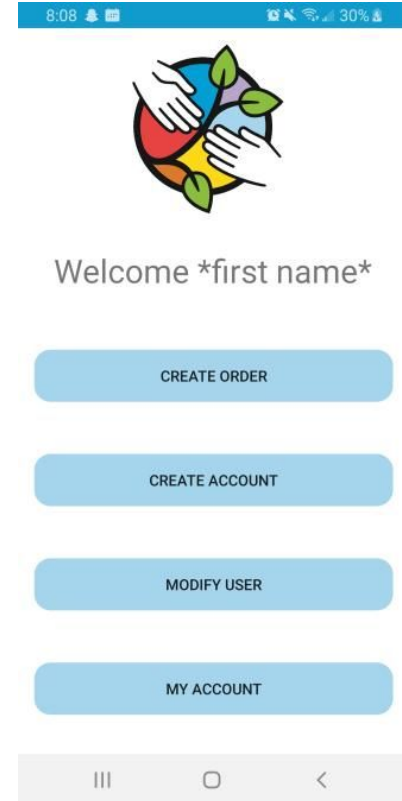 8:08 30%
Welcome *first name*
CREATE ORDER
CREATE ACCOUNT
MODIFY USER
MY ACCOUNT